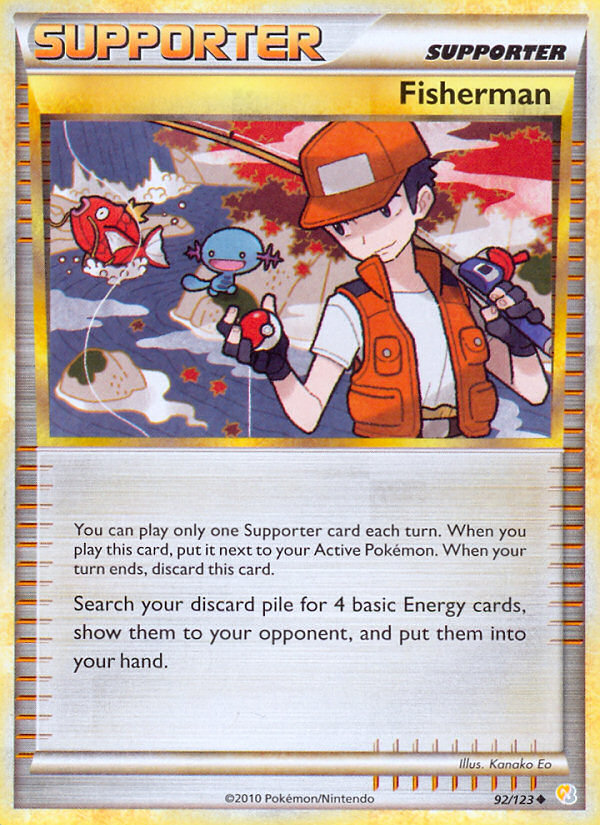 SUPPORTER
SUPPORTER
Fisherman
You can play only one Supporter card each turn. When you
play this card, put it next to your Active Pokémon. When your
turn ends, discard this card.
Search your discard pile for 4 basic Energy cards,
show them to your opponent, and put them into
your hand.
Illus. Kanako Eo
©2010 Pokémon/Nintendo
92/123